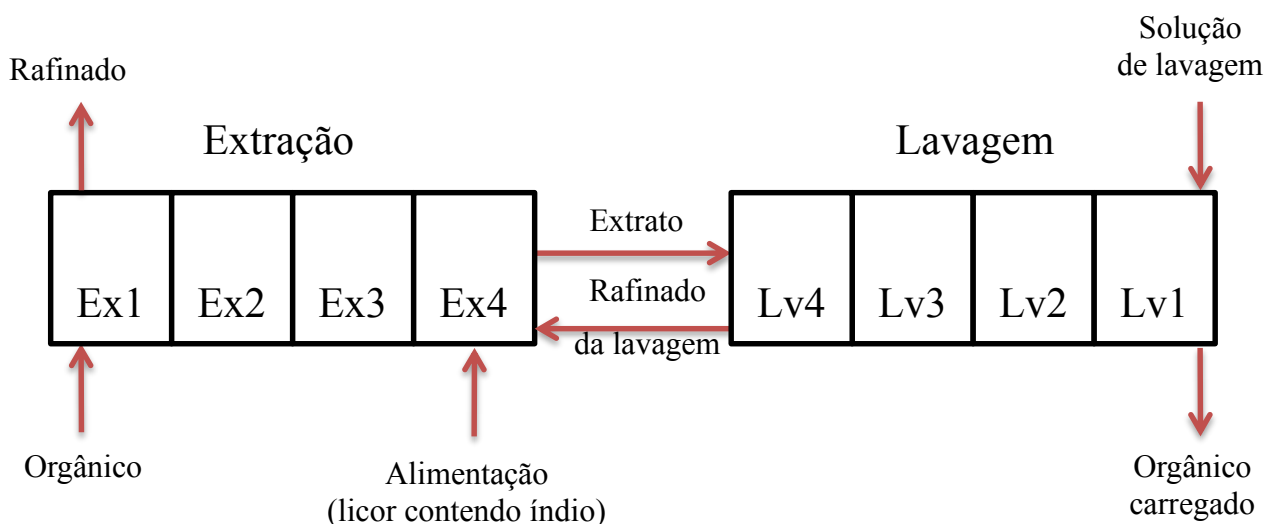 Solução
de lavagem
Rafinado
Extração
Lavagem
Extrato
Rafinado
da lavagem
Ex1
Ex2
Ex3
Ex4
Lv4
Lv3
Lv2
Lv1
Orgânico
Alimentação
(licor contendo índio)
Orgânico
carregado